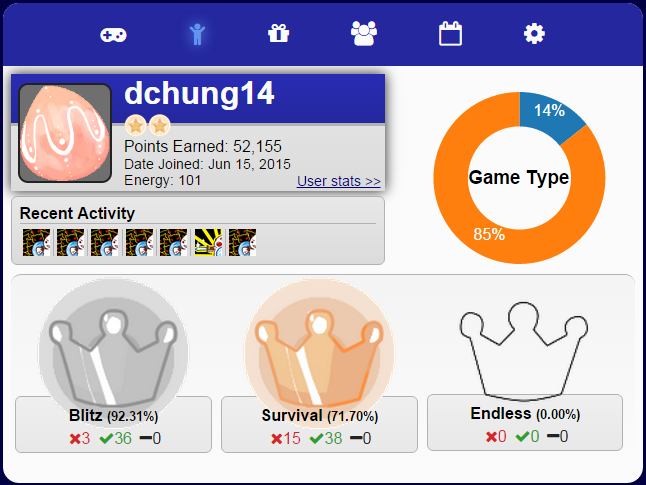 dchung14
Points Earned: 52,155
Date Joined: Jun 15, 2015
Energy: 101
User stats >>
14%
Game Type
85%
Recent Activity
Blitz (92.31%)
3 36 0
Survival (71.70%)
15 38 0
Endless (0.00%)
0 0 0